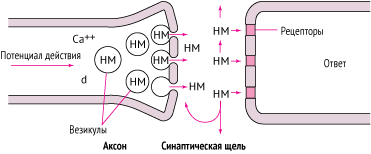 Ca++
Потенциал действия
d
НМ
НМ
НМ
НМ
НМ
НМ
НМ
НМ
НМ
НМ
НМ
Рецепторы
Ответ
Везикулы
Аксон
Синаптическая щель